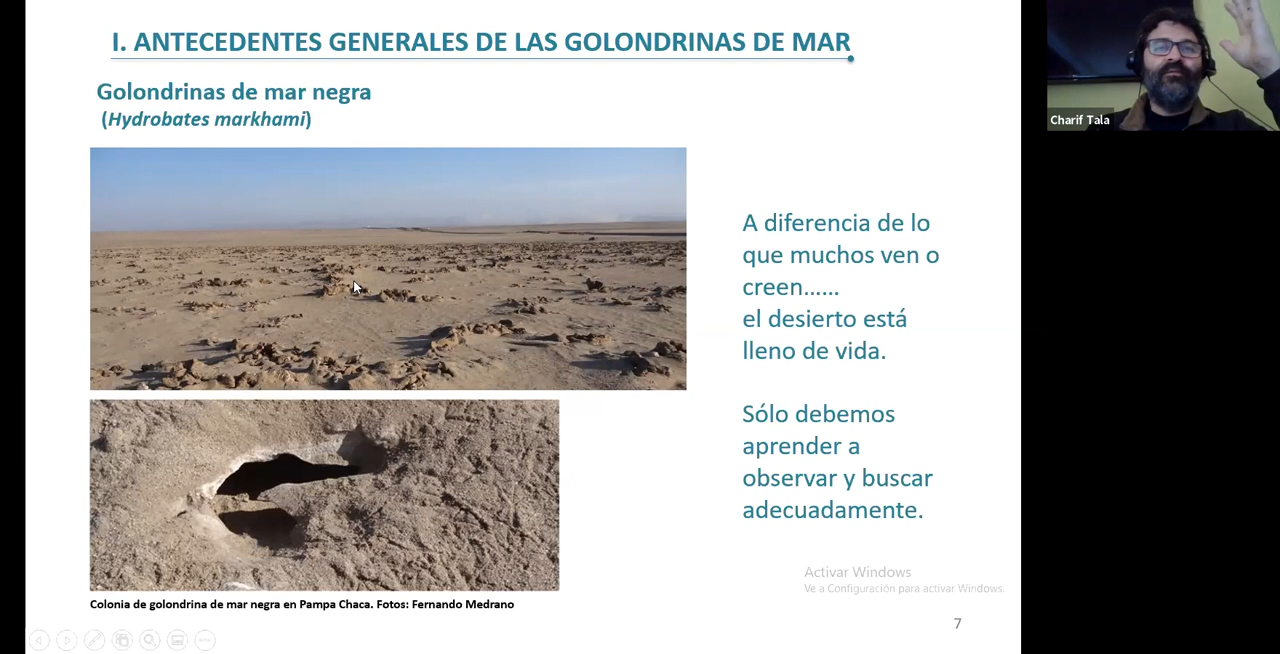 I. ANTECEDENTES GENERALES DE LAS GOLONDRINAS DE MAR
Golondrinas de mar negra
(Hydrobates markhami)
A diferencia de lo
que muchos ven o
creen......
el desierto está
lleno de vida.
Sólo debemos
aprender a
observar y buscar
adecuadamente.
Colonia de golondrina de mar negra en Pampa Chaca. Fotos: Fernando Medrano
Activar Windows
Ve a Configuración para activar Windows.
7
Charif Tala